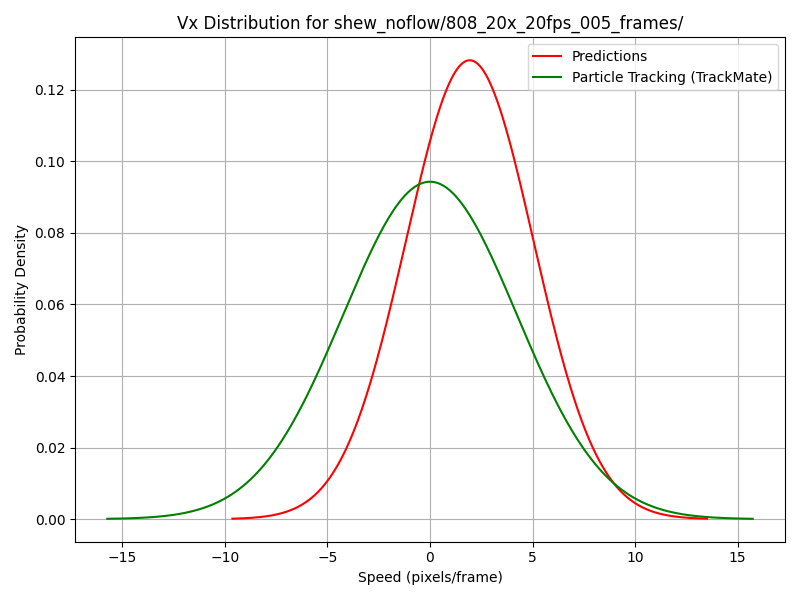 Vx Distribution for shew_noflow/808_20x_20fps_005_frames/
Predictions
Particle Tracking (TrackMate)
Probability Density
0.12
0.10
0.08
0.06
0.04
0.02
0.00
−15
−10
−5
0
5
10
15
Speed (pixels/frame)